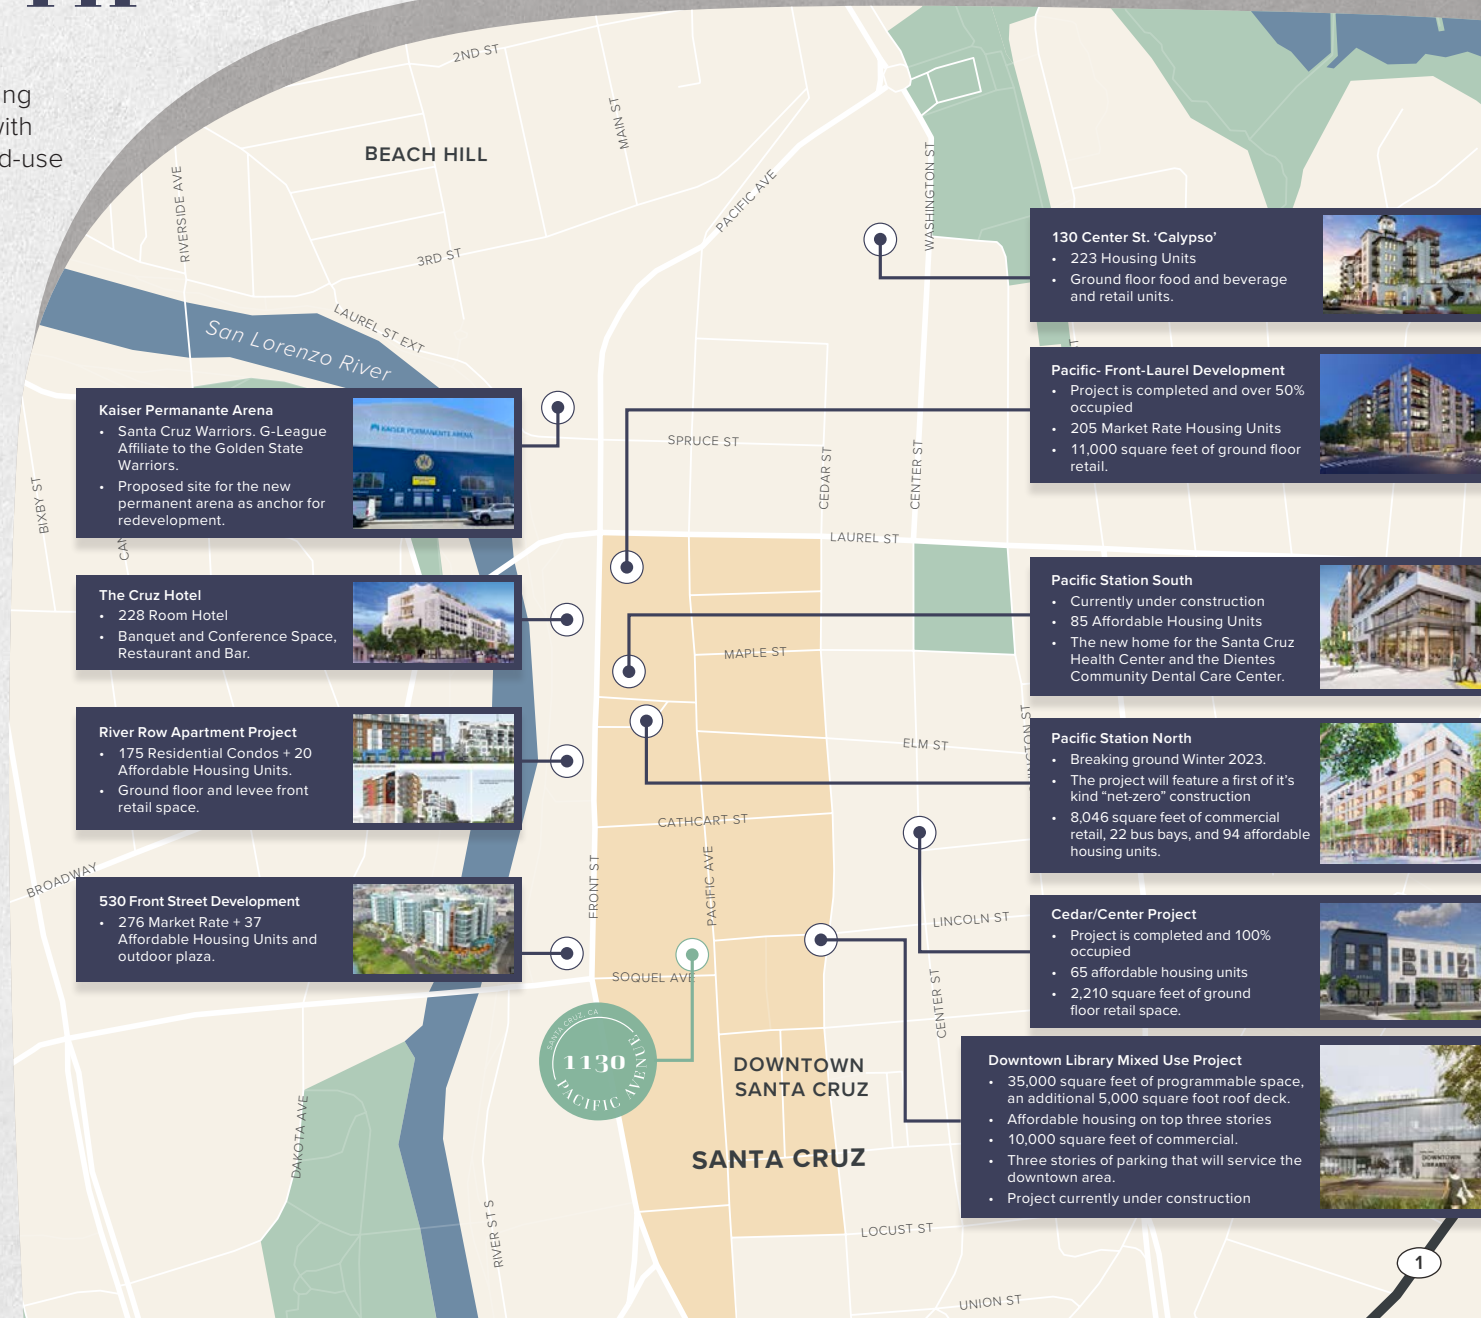 ng
with
d-use
2ND ST
MAIN ST
BEACH HILL
RIVERSIDE AVE
PACIFIC AVE
WASHINGTON ST
3RD ST
LAUREL ST EXT
San Lorenzo River
130 Center St. ‘Calypso’
• 223 Housing Units
• Ground floor food and beverage
and retail units.
Pacific- Front-Laurel Development
• Project is completed and over 50%
occupied
• 205 Market Rate Housing Units
• 11,000 square feet of ground floor
retail.
Kaiser Permanante Arena
• Santa Cruz Warriors. G-League
Affiliate to the Golden State
Warriors.
• Proposed site for the new
permanent arena as anchor for
redevelopment.
KAISER PERMANENTE ARENA
SPRUCE ST
CEDAR ST
CENTER ST
BIXBY ST
CAN
LAUREL ST
The Cruz Hotel
• 228 Room Hotel
• Banquet and Conference Space,
Restaurant and Bar.
Pacific Station South
• Currently under construction
• 85 Affordable Housing Units
• The new home for the Santa Cruz
Health Center and the Dientes
Community Dental Care Center.
MAPLE ST
River Row Apartment Project
• 175 Residential Condos + 20
Affordable Housing Units.
• Ground floor and levee front
retail space.
INGTON ST
ELM ST
Pacific Station North
• Breaking ground Winter 2023.
• The project will feature a first of it’s
kind “net-zero” construction
• 8,046 square feet of commercial
retail, 22 bus bays, and 94 affordable
housing units.
CATHCART ST
BROADWAY
FRONT ST
PACIFIC AVE
530 Front Street Development
• 276 Market Rate + 37
Affordable Housing Units and
outdoor plaza.
LINCOLN ST
Cedar/Center Project
• Project is completed and 100%
occupied
• 65 affordable housing units
• 2,210 square feet of ground
floor retail space.
SOQUEL AVE
CENTER ST
SANTA CRUZ, CA
1130
PACIFIC AVENUE
DOWNTOWN
SANTA CRUZ
SANTA CRUZ
Downtown Library Mixed Use Project
• 35,000 square feet of programmable space,
an additional 5,000 square foot roof deck.
• Affordable housing on top three stories
• 10,000 square feet of commercial.
• Three stories of parking that will service the
downtown area.
• Project currently under construction
DOWNTOWN
LIBRARY
DAKOTA AVE
RIVER ST S
LOCUST ST
1
UNION ST